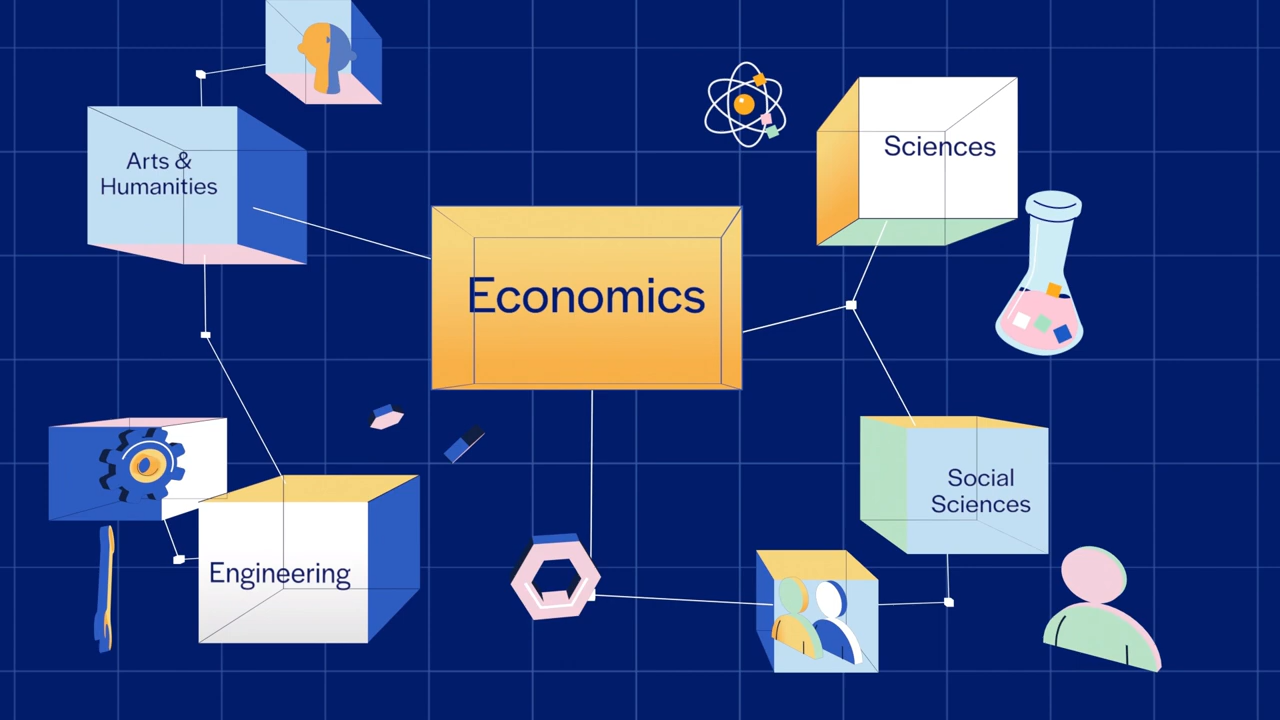 Arts &
Humanities
Sciences
Economics
Social
Sciences
Engineering